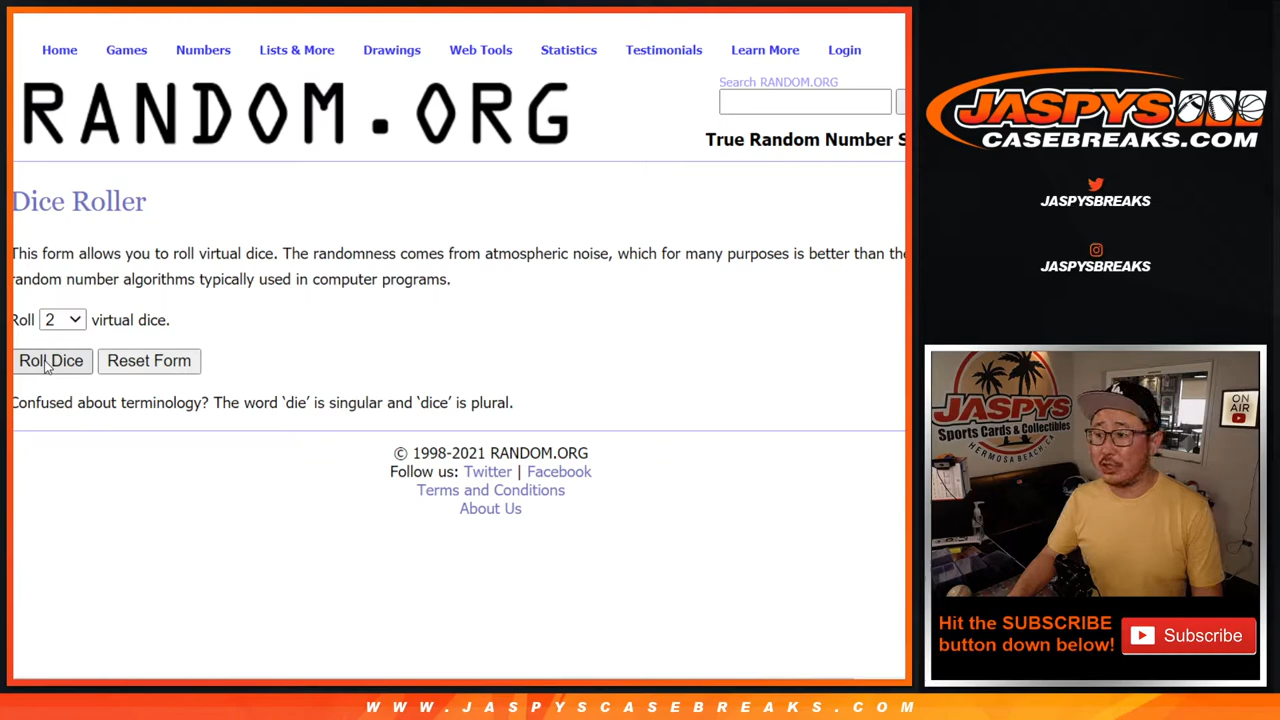 Home Games Numbers Lists & More Drawings Web Tools Statistics Testimonials Learn More Login
RANDOM.ORG
Search RANDOM.ORG
True Random Number S
Dice Roller
This form allows you to roll virtual dice. The randomness comes from atmospheric noise, which for many purposes is better than the
random number algorithms typically used in computer programs.
Roll 2 virtual dice.
Roll Dice Reset Form
Confused about terminology? The word ‘die’ is singular and ‘dice’ is plural.
© 1998-2021 RANDOM.ORG
Follow us: Twitter | Facebook
Terms and Conditions
About Us
JASPYS
CASEBREAKS.COM
JASPYSBREAKS
JASPYSBREAKS
JASPYS
Sports Cards & Collectibles
HERMOSA BEACH, CA
ON
AIR
Hit the SUBSCRIBE
button down below!
Subscribe
WWW.JASPYSCASEBREAKS.COM